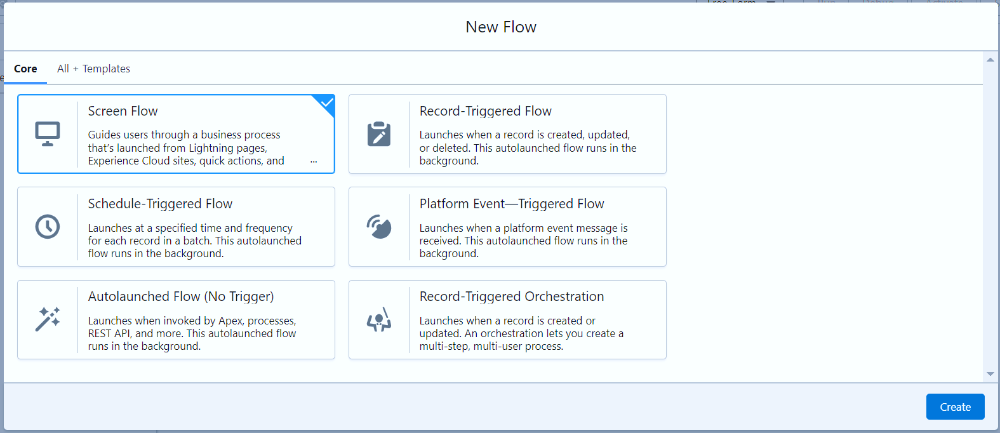 New Flow
Core
All + Templates
Screen Flow
Guides users through a business process
that’s launched from Lightning pages,
Experience Cloud sites, quick actions, and ...
Record-Triggered Flow
Launches when a record is created, updated,
or deleted. This autolaunched flow runs in the
background.
Schedule-Triggered Flow
Launches at a specified time and frequency
for each record in a batch. This autolaunched
flow runs in the background.
Platform Event—Triggered Flow
Launches when a platform event message is
received. This autolaunched flow runs in the
background.
Autolaunched Flow (No Trigger)
Launches when invoked by Apex, processes,
REST API, and more. This autolaunched flow
runs in the background.
Record-Triggered Orchestration
Launches when a record is created or
updated. An orchestration lets you create a
multi-step, multi-user process.
Create